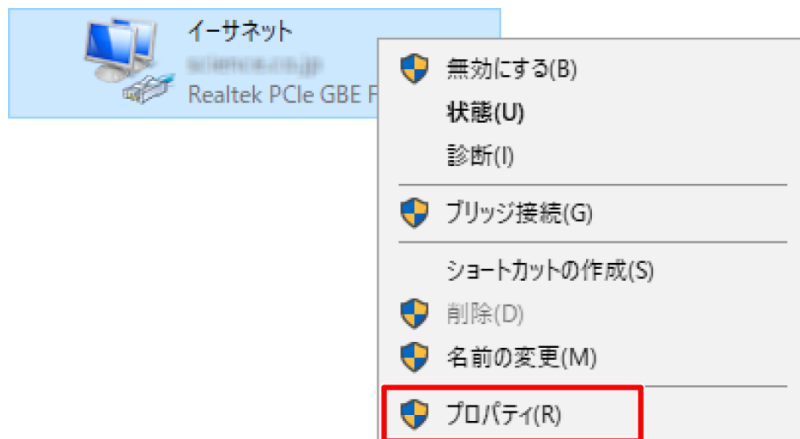 イーサネット
Realtek PCIe GBE F
無効にする(B)
状態(U)
診断(I)
ブリッジ接続(G)
ショートカットの作成(S)
削除(D)
名前の変更(M)
プロパティ(R)